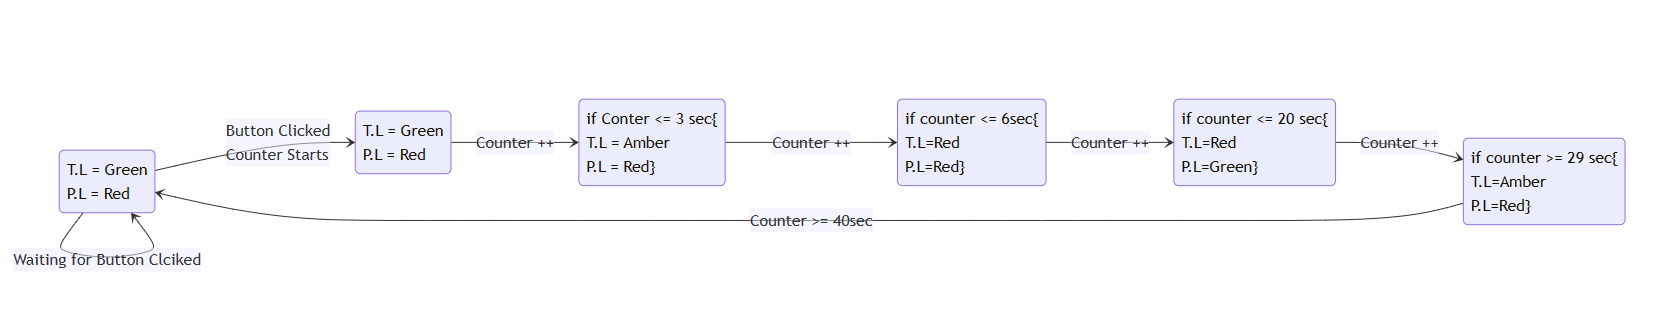 T.L = Green
P.L = Red
Waiting for Button Clciked
Button Clicked
Counter Starts
T.L = Green
P.L = Red
Counter ++
if Conter <= 3 sec{
T.L = Amber
P.L = Red}
Counter ++
if counter <= 6sec{
T.L=Red
P.L=Red}
Counter ++
if counter <= 20 sec{
T.L=Red
P.L=Green}
Counter ++
if counter >= 29 sec{
T.L=Amber
P.L=Red}
Counter >= 40sec